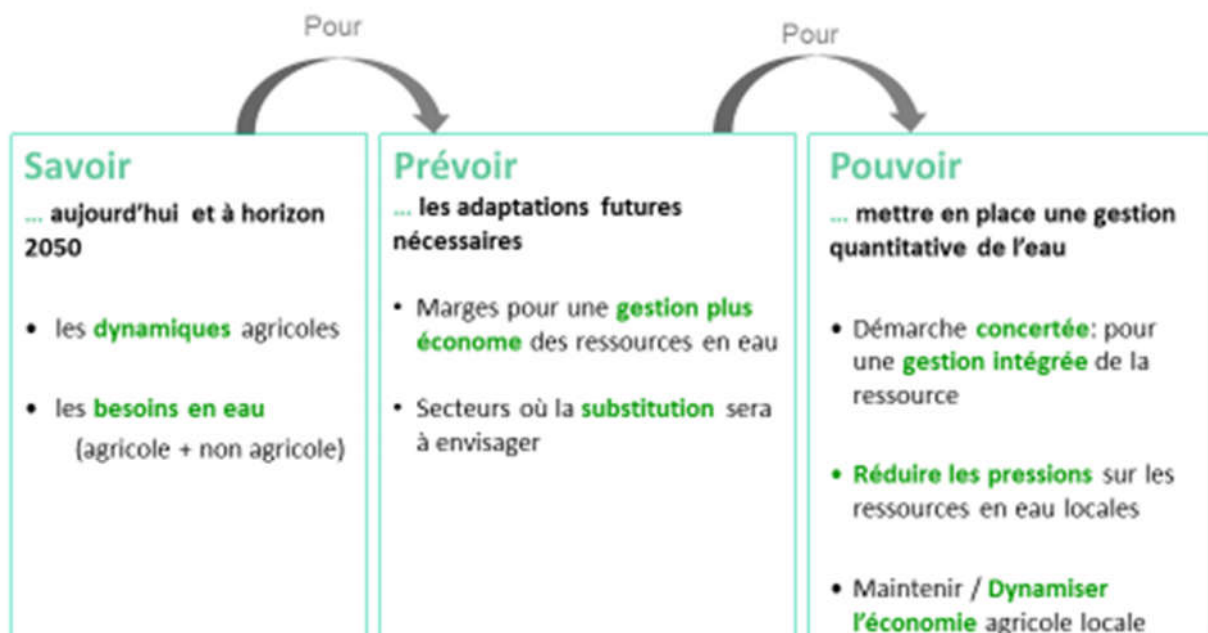 Pour
Pour
Savoir
... aujourd'hui et à horizon
2050
• les dynamiques agricoles
• les besoins en eau
(agricole + non agricole)
Prévoir
... les adaptations futures
nécessaires
• Marges pour une gestion plus
économe des ressources en eau
• Secteurs où la substitution sera
à envisager
Pouvoir
... mettre en place une gestion
quantitative de l'eau
• Démarche concertée: pour
une gestion intégrée de la
ressource
• Réduire les pressions sur les
ressources en eau locales
• Maintenir / Dynamiser
l'économie agricole locale